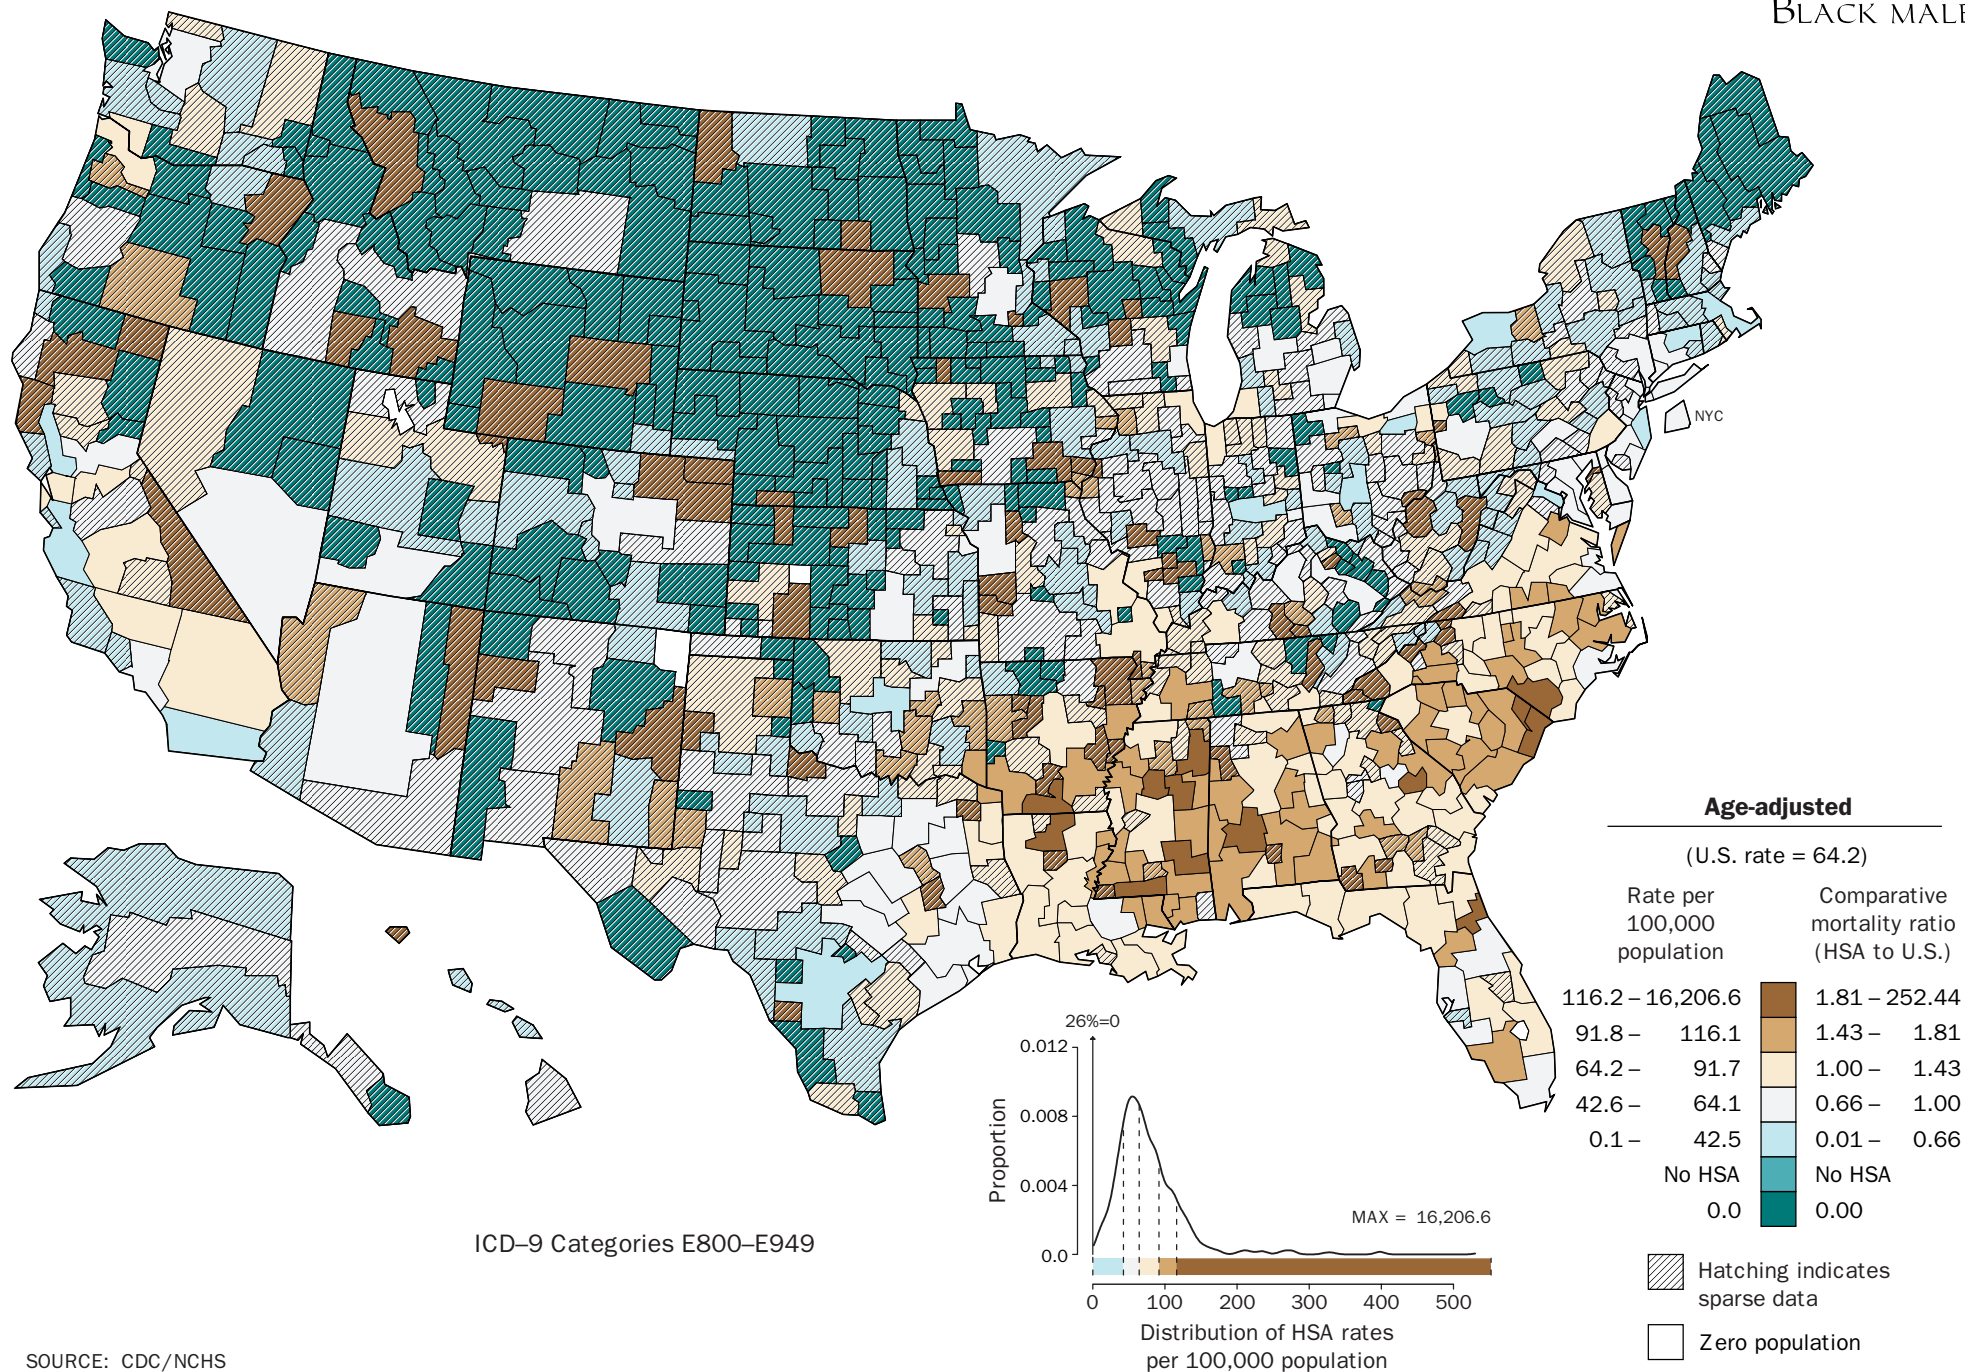 BLACK MALE
NYC
Age-adjusted
(U.S. rate = 64.2)
Rate per 100,000 population
Comparative mortality ratio (HSA to U.S.)
116.2 – 16,206.6 1.81 – 252.44
91.8 – 116.1 1.43 – 1.81
64.2 – 91.7 1.00 – 1.43
42.6 – 64.1 0.66 – 1.00
0.1 – 42.5 0.01 – 0.66
No HSA No HSA
0.0 0.00
Hatching indicates
sparse data
Zero population
26%=0
0.012
0.008
0.004
0.0
Proportion
MAX = 16,206.6
0 100 200 300 400 500
Distribution of HSA rates
per 100,000 population
ICD–9 Categories E800–E949
SOURCE: CDC/NCHS